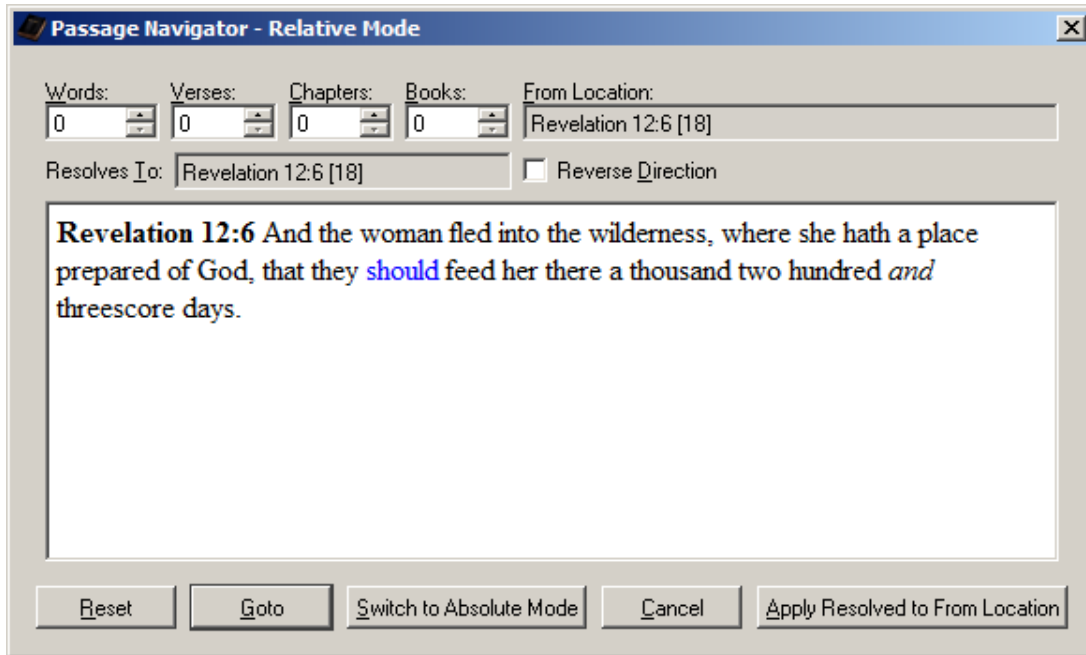 Passage Navigator - Relative Mode
Words: Verses: Chapters: Books: From Location:
0 0 0 0 Revelation 12:6 [18]
Resolves To: Revelation 12:6 [18] Reverse Direction
Revelation 12:6 And the woman fled into the wilderness, where she hath a place
prepared of God, that they should feed her there a thousand two hundred and
threescore days.
Reset Goto Switch to Absolute Mode Cancel Apply Resolved to From Location